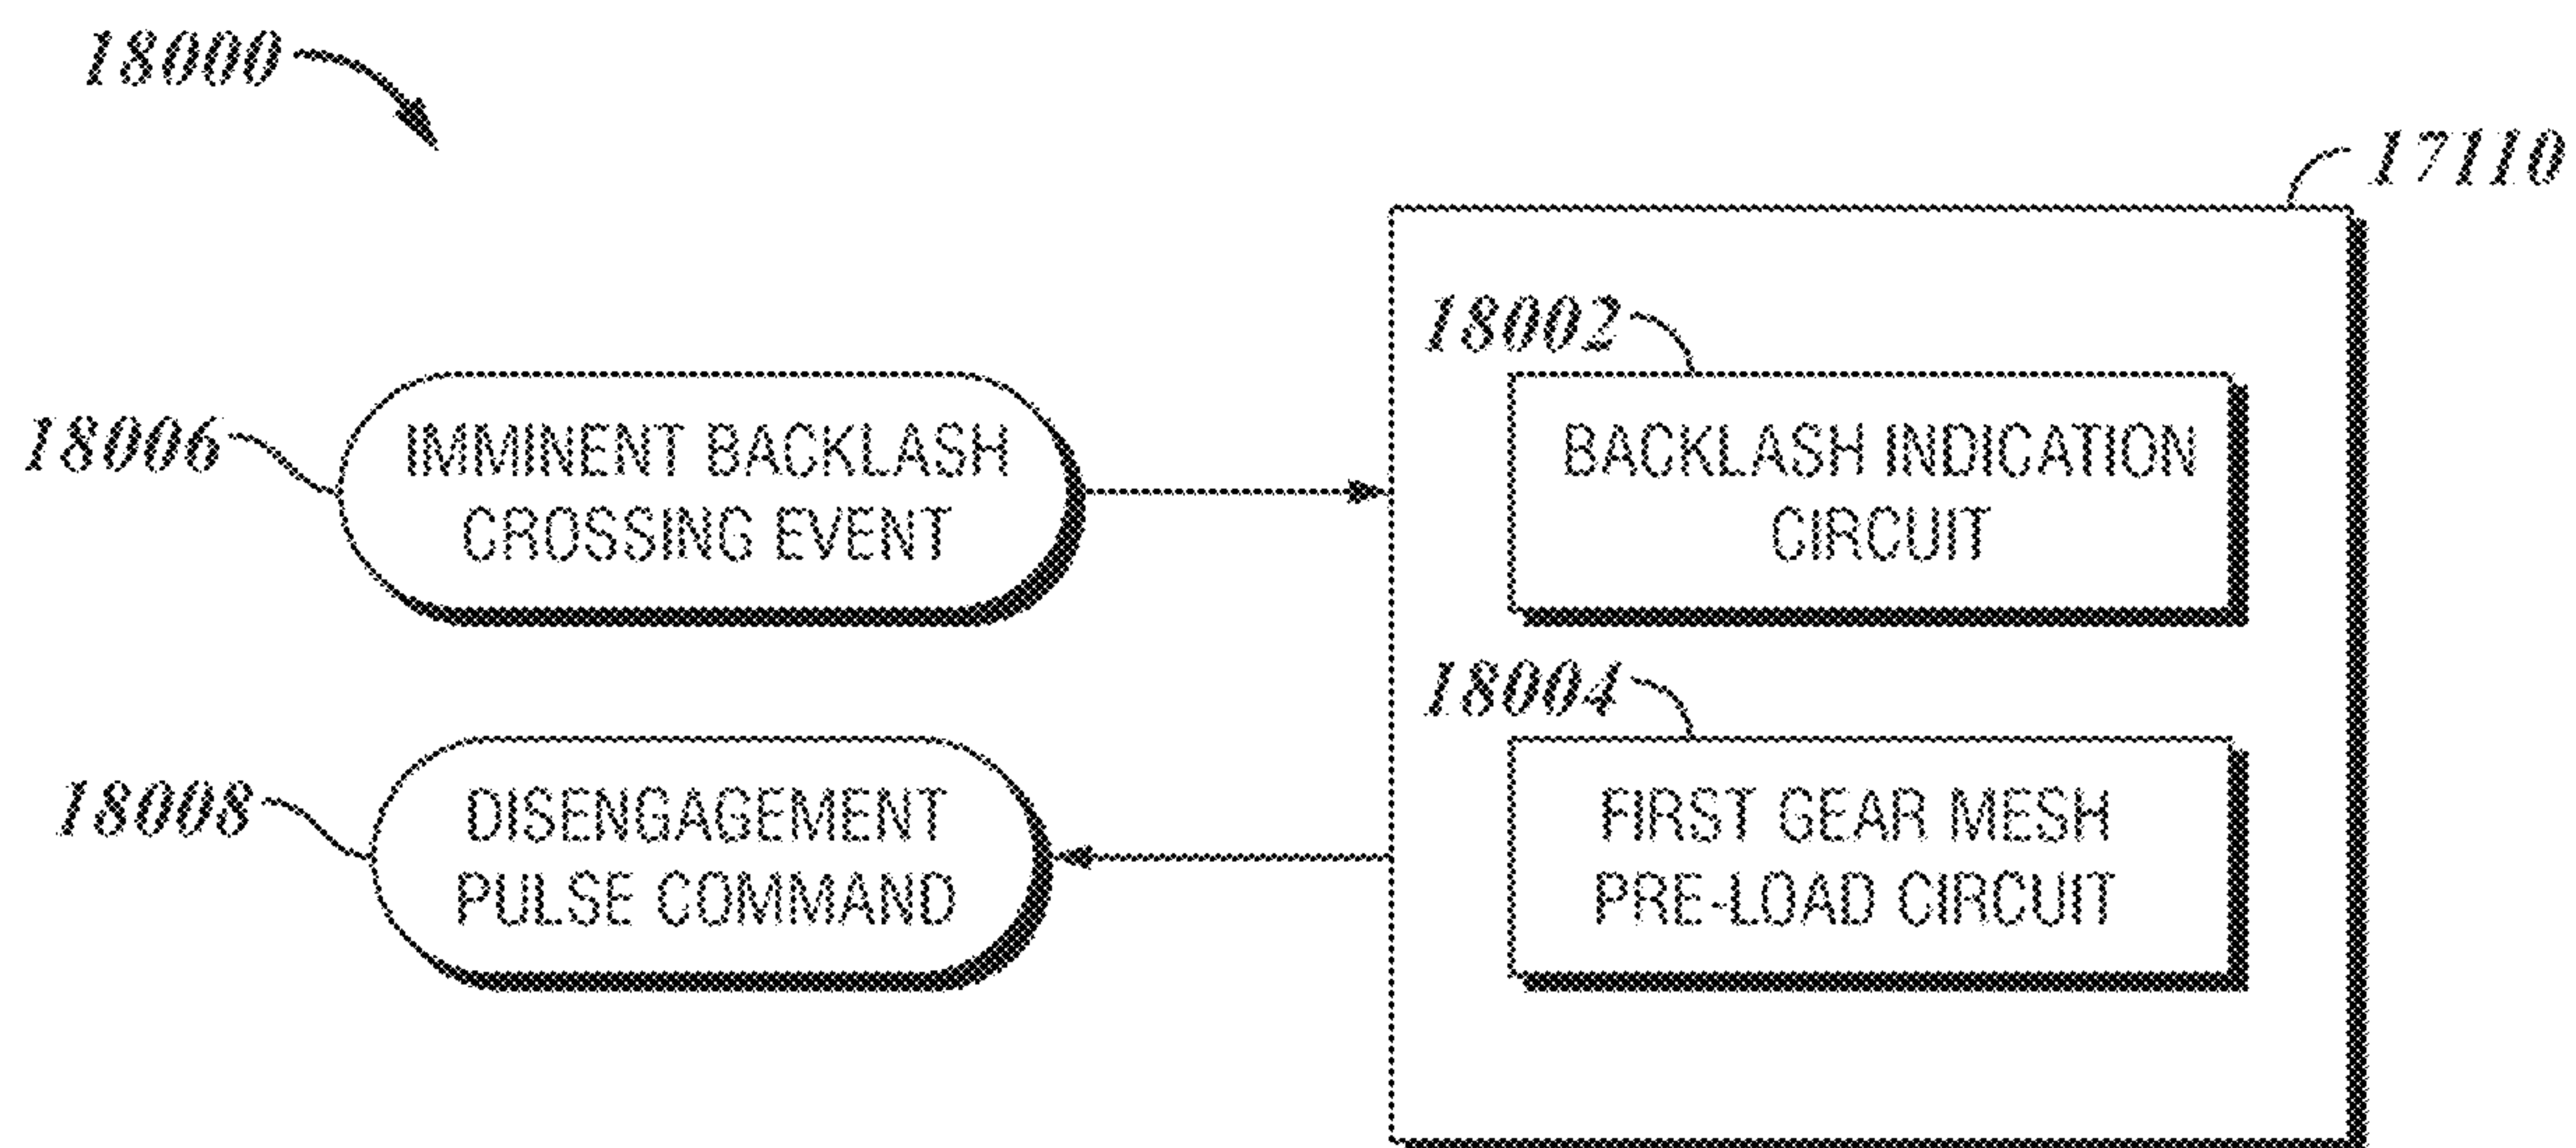 18000
17110
18002
18006
IMMINENT BACKLASH
CROSSING EVENT
BACKLASH INDICATION
CIRCUIT
18004
18008
DISENGAGEMENT
PULSE COMMAND
FIRST GEAR MESH
PRE-LOAD CIRCUIT